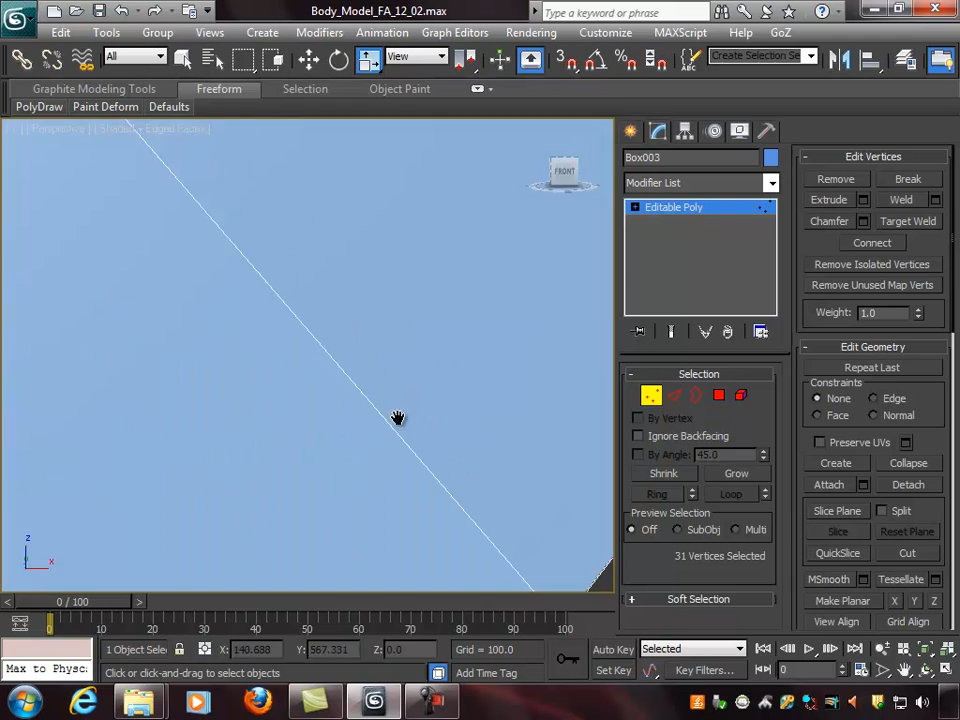 Body_Model_FA_12_02.max
Type a keyword or phrase
Edit Tools Group Views Create Modifiers Animation Graph Editors Rendering Customize MAXScript Help GoZ
All View 3 Create Selection Se
Graphite Modeling Tools Freeform Selection Object Paint
PolyDraw Paint Deform Defaults
FRONT
Box003
Modifier List
Editable Poly
Selection
By Vertex
Ignore Backfacing
By Angle: 45.0
Shrink Grow
Ring Loop
Preview Selection
Off SubObj Multi
31 Vertices Selected
Soft Selection
Edit Vertices
Remove Break
Extrude Weld
Chamfer Target Weld
Connect
Remove Isolated Vertices
Remove Unused Map Verts
Weight: 1.0
Edit Geometry
Repeat Last
Constraints
None Edge
Face Normal
Preserve UVs
Create Collapse
Attach Detach
Slice Plane Split
Slice Reset Plane
QuickSlice Cut
MSmooth Tessellate
Make Planar X Y Z
View Align Grid Align
z
x
0 / 100
0 10 20 30 40 50 60 70 80 90 100
1 Object Selec X: 140.688 Y: 567.331 Z: 0.0 Grid = 100.0 Auto Key Selected
Max to Physc Click or click-and-drag to select objects Add Time Tag Set Key Key Filters... 0